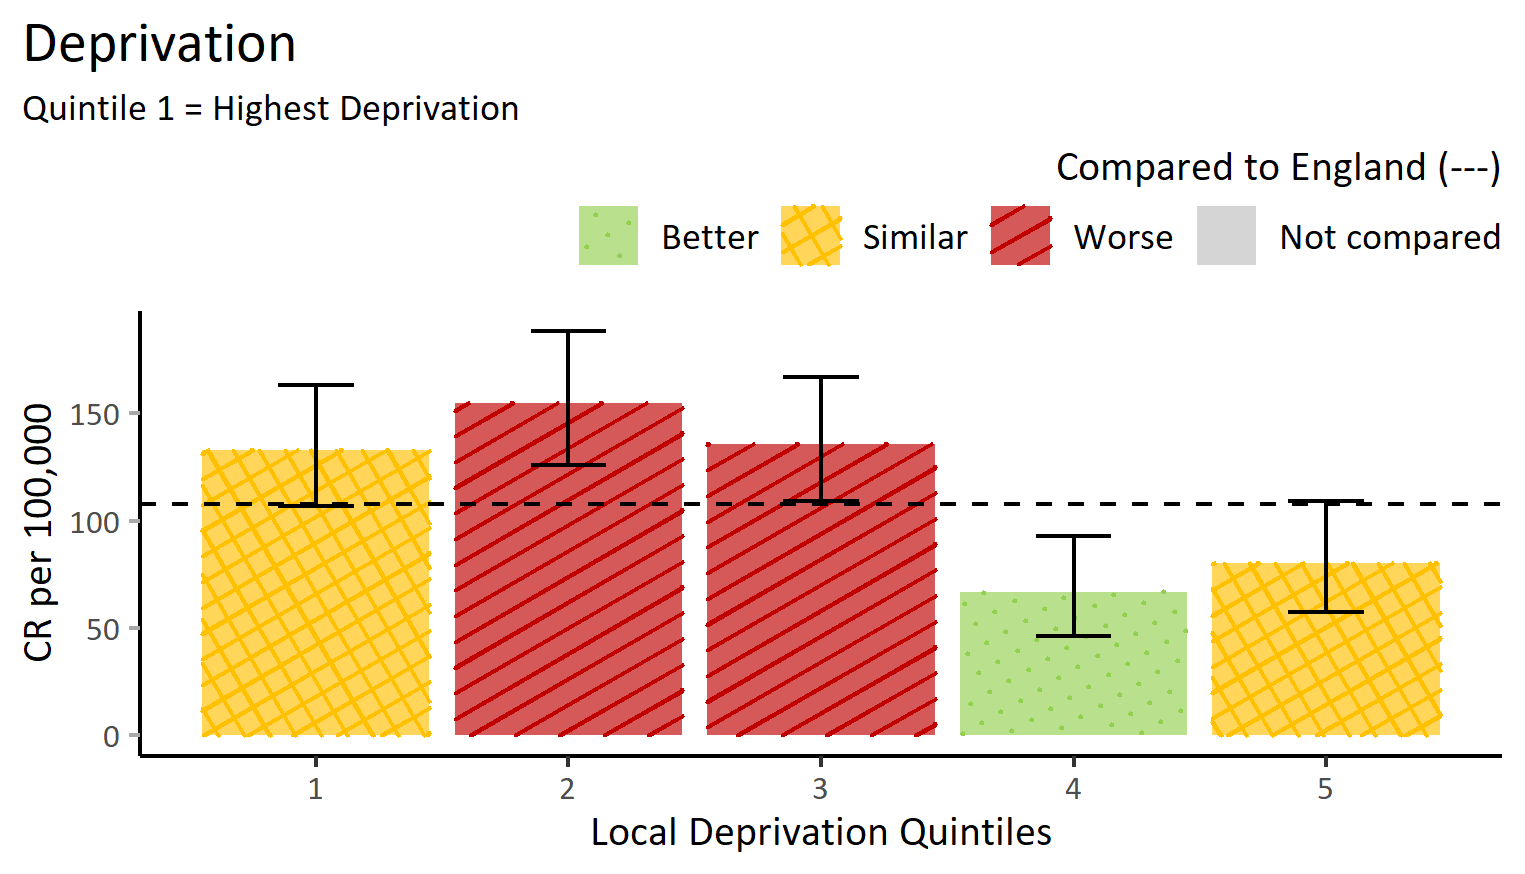 Deprivation
Quintile 1 = Highest Deprivation
Compared to England (---)
Better Similar Worse Not compared
CR per 100,000
150
100
50
0
1 2 3 4 5
Local Deprivation Quintiles